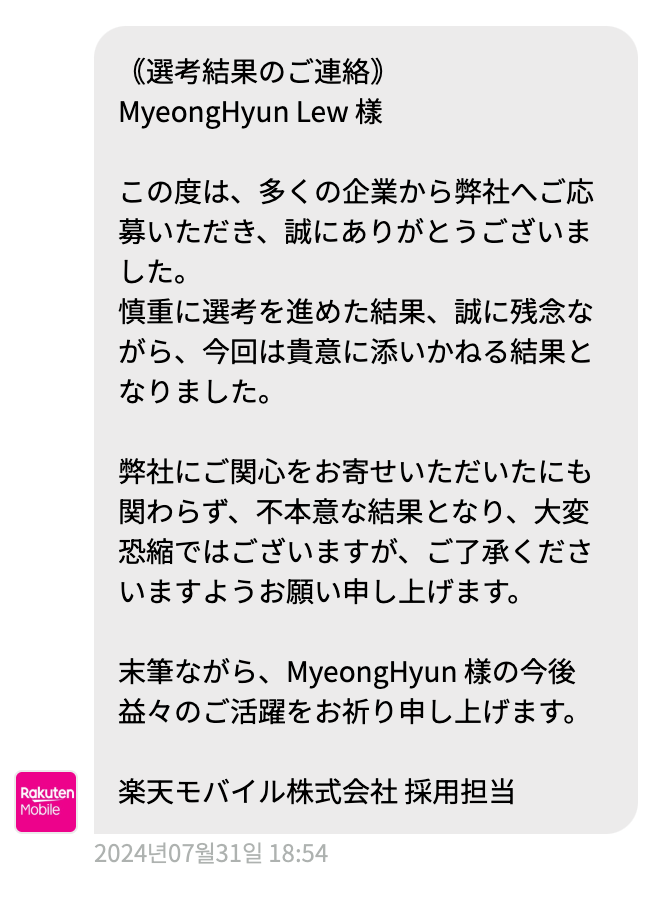 《選考結果のご連絡》
MyeongHyun Lew 様
この度は、多くの企業から弊社へご応
募いただき、誠にありがとうございま
した。
慎重に選考を進めた結果、誠に残念な
がら、今回は貴意に添いかねる結果と
なりました。
弊社にご関心をお寄せいただいたにも
関わらず、不本意な結果となり、大変
恐縮ではございますが、ご了承くださ
いますようお願い申し上げます。
末筆ながら、MyeongHyun 様の今後
益々のご活躍をお祈り申し上げます。
楽天モバイル株式会社 採用担当
Rakuten
Mobile
2024년07월31일 18:54